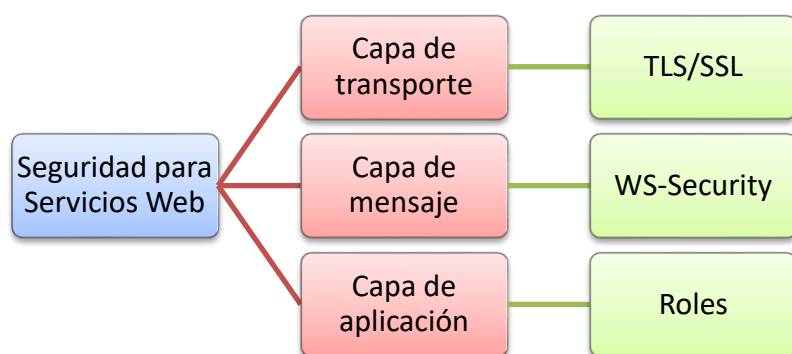 Capa de
transporte
TLS/SSL
Seguridad para
Servicios Web
Capa de
mensaje
WS-Security
Capa de
aplicación
Roles